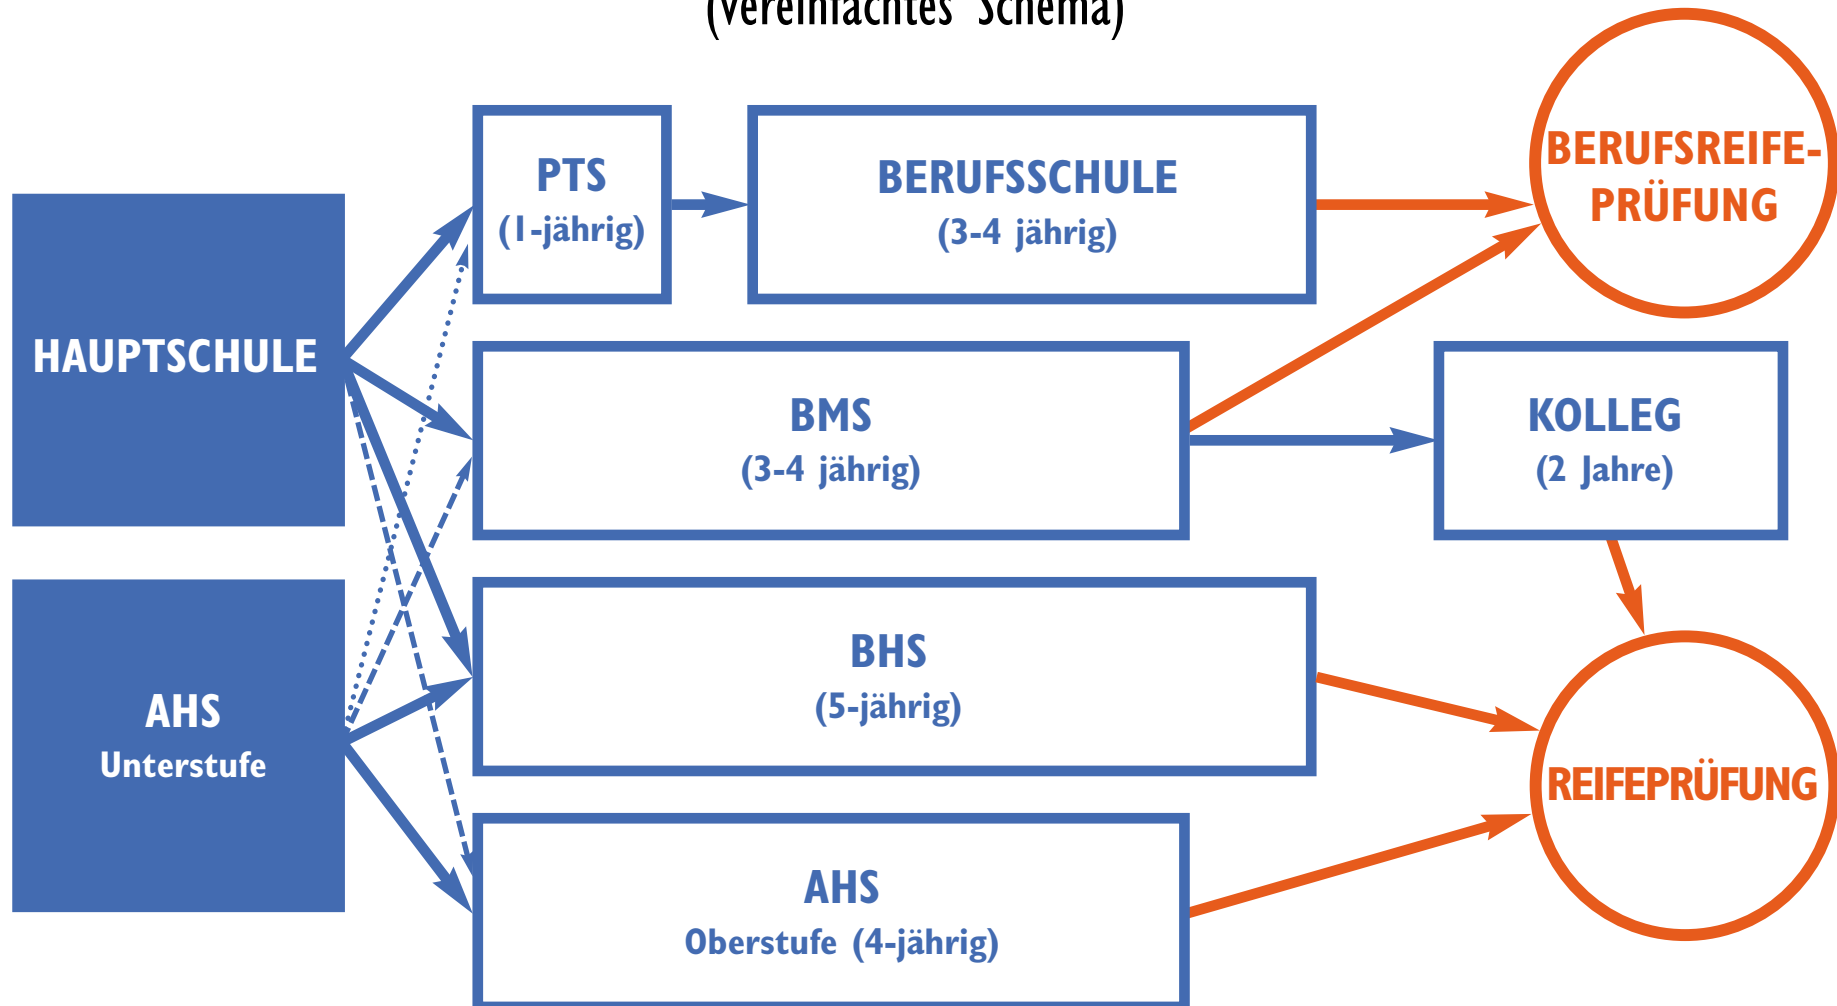 (vereinfachtes Schema)
PTS
(1-jährig)
BERUFSSCHULE
(3-4 jährig)
BERUFSREIFE-
PRÜFUNG
HAUPTSCHULE
BMS
(3-4 jährig)
KOLLEG
(2 Jahre)
AHS
Unterstufe
BHS
(5-jährig)
REIFEPRÜFUNG
AHS
Oberstufe (4-jährig)